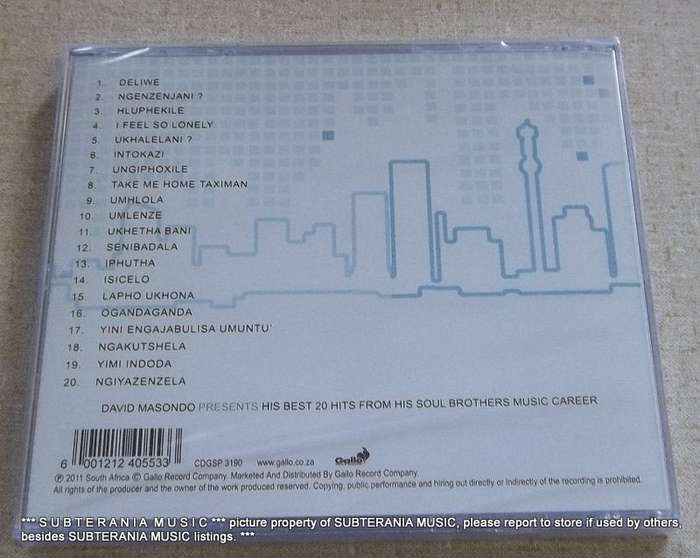 1. DELIWE
2. NGENZENJANI ?
3. HLUPHEKILE
4. I FEEL SO LONELY
5. UKHALELANI ?
6. INTOKAZI
7. UNGIPHOXILE
8. TAKE ME HOME TAXIMAN
9. UMHLOLA
10. UMLENZE
11. UKHETHA BANI
12. SENIBADALA
13. IPHUTHA
14. ISICELO
15. LAPHO UKHONA
16. OGANDAGANDA
17. YINI ENGAJABULISA UMUNTU'
18. NGAKUTSHELA
19. YIMI INDODA
20. NGIYAZENZELA
DAVID MASONDO PRESENTS HIS BEST 20 HITS FROM HIS SOUL BROTHERS MUSIC CAREER
6 001212 405533 CDGSP 3190 www.gallo.co.za Gallo
℗ 2011 South Africa © Gallo Record Company. Marketed And Distributed By Gallo Record Company.
All rights of the producer and the owner of the work produced reserved. Copying, public performance and hiring out directly or Indirectly of the recording is prohibited.
*** S U B T E R A N I A M U S I C *** picture property of SUBTERANIA MUSIC, please report to store if used by others,
besides SUBTERANIA MUSIC listings. ***